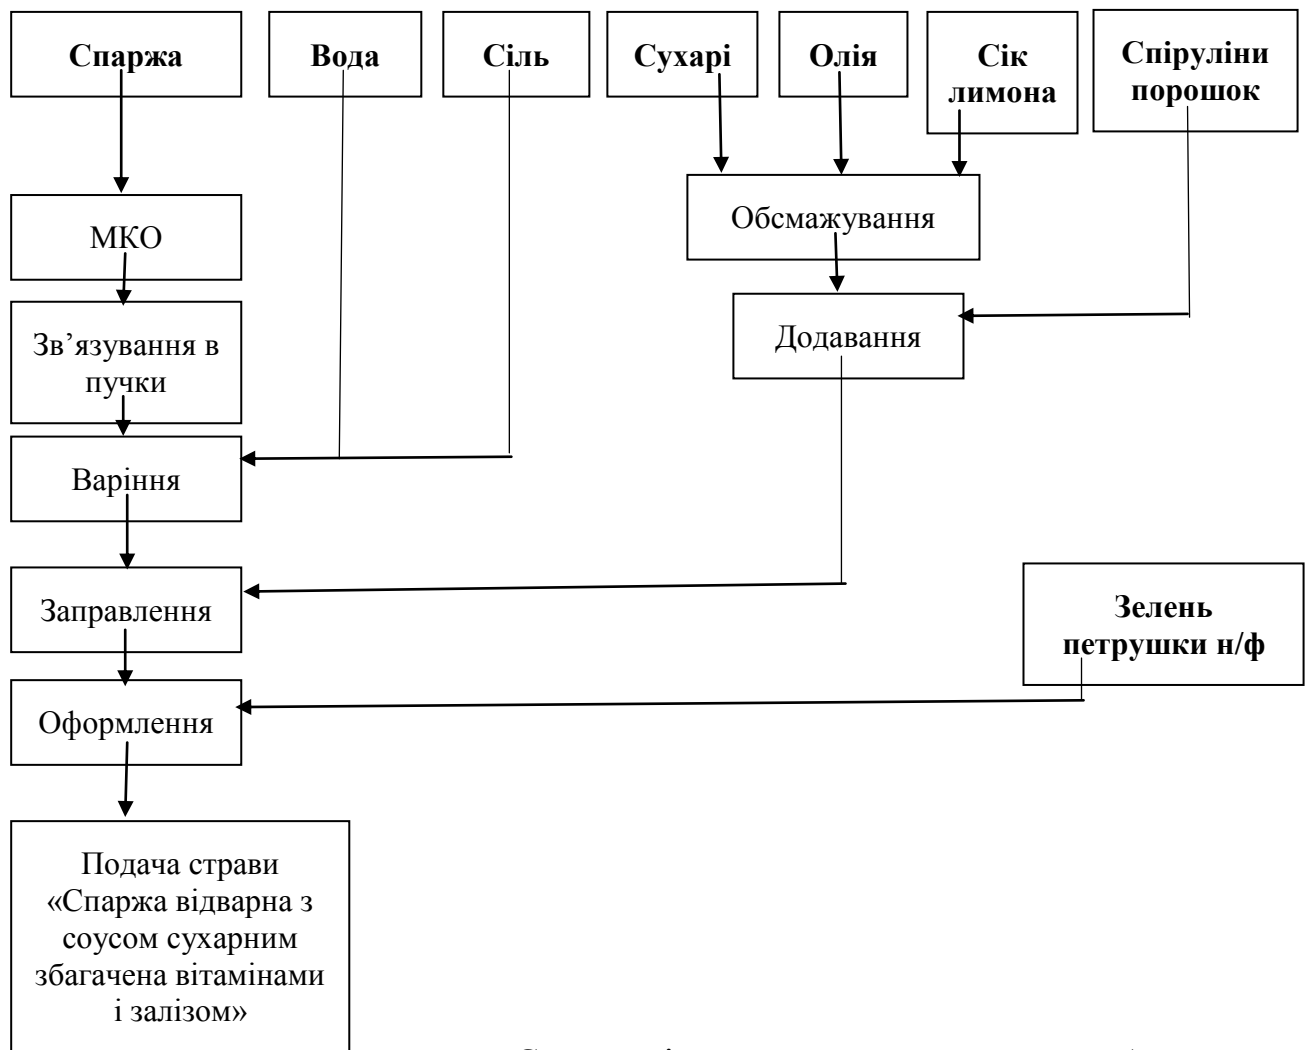 Спаржа
Вода
Сіль
Сухарі
Олія
Сік
лимона
Спіруліни
порошок
МКО
Обсмажування
Зв’язування в
пучки
Додавання
Варіння
Заправлення
Зелень
петрушки н/ф
Оформлення
Подача страви
«Спаржа відварна з
соусом сухарним
збагачена вітамінами
і залізом»